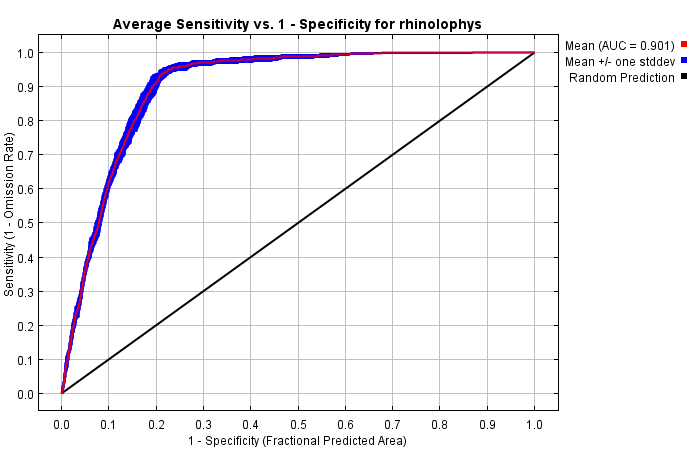 Average Sensitivity vs. 1 - Specificity for rhinolophys
Mean (AUC = 0.901)
Mean +/- one stddev
Random Prediction
Sensitivity (1 - Omission Rate)
1.0
0.9
0.8
0.7
0.6
0.5
0.4
0.3
0.2
0.1
0.0
0.0 0.1 0.2 0.3 0.4 0.5 0.6 0.7 0.8 0.9 1.0
1 - Specificity (Fractional Predicted Area)